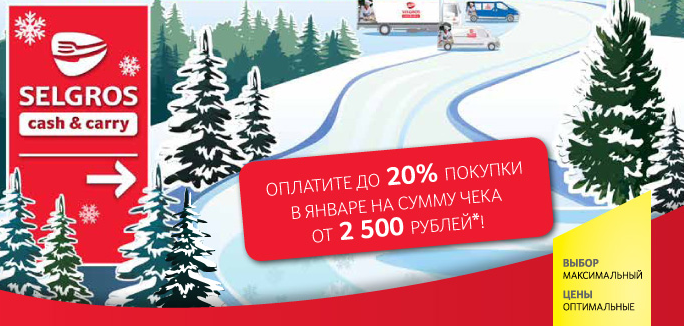 SELGROS
cash & carry
ОПЛАТИТЕ ДО 20% ПОКУПКИ
В ЯНВАРЕ НА СУММУ ЧЕКА
ОТ 2 500 РУБЛЕЙ*!
ВЫБОР
МАКСИМАЛЬНЫЙ
ЦЕНЫ
ОПТИМАЛЬНЫЕ